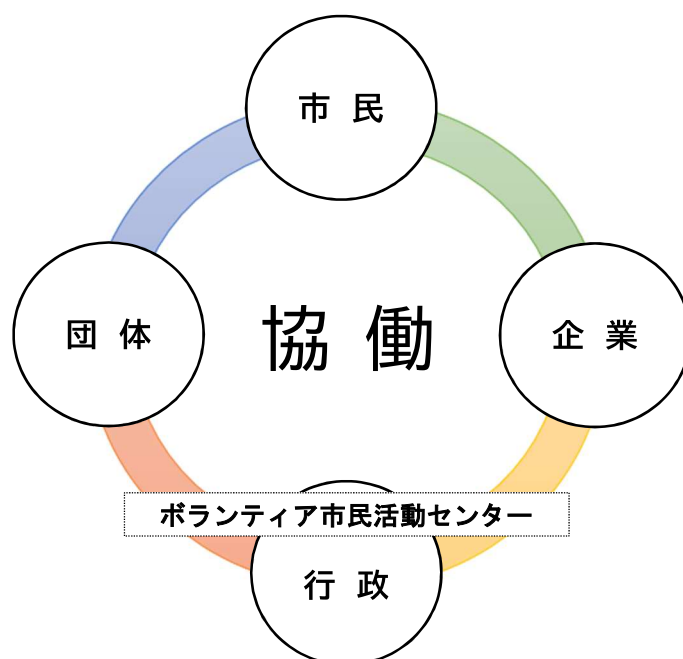 市 民
団 体
協 働
企 業
ボランティア市民活動センター
行 政